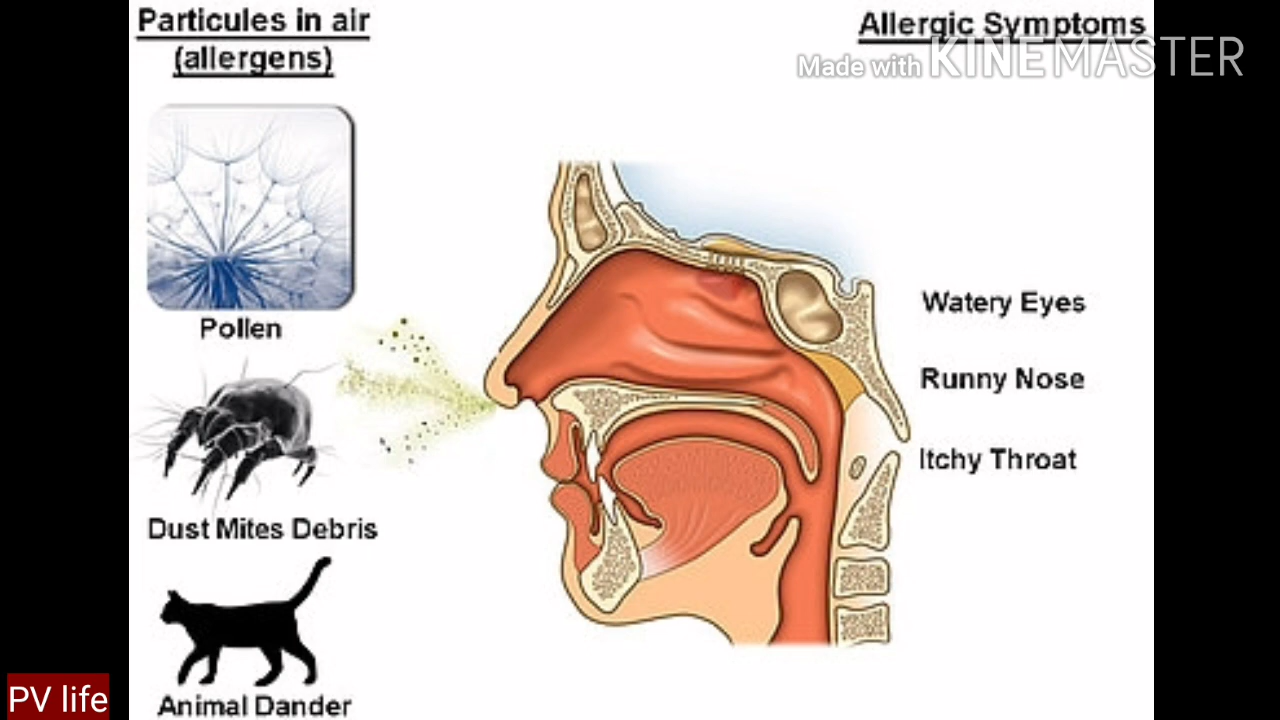 Particules in air
(allergens)
Allergic Symptoms
Made with KINEMASTER
Pollen
Watery Eyes
Runny Nose
Itchy Throat
Dust Mites Debris
Animal Dander
PV life